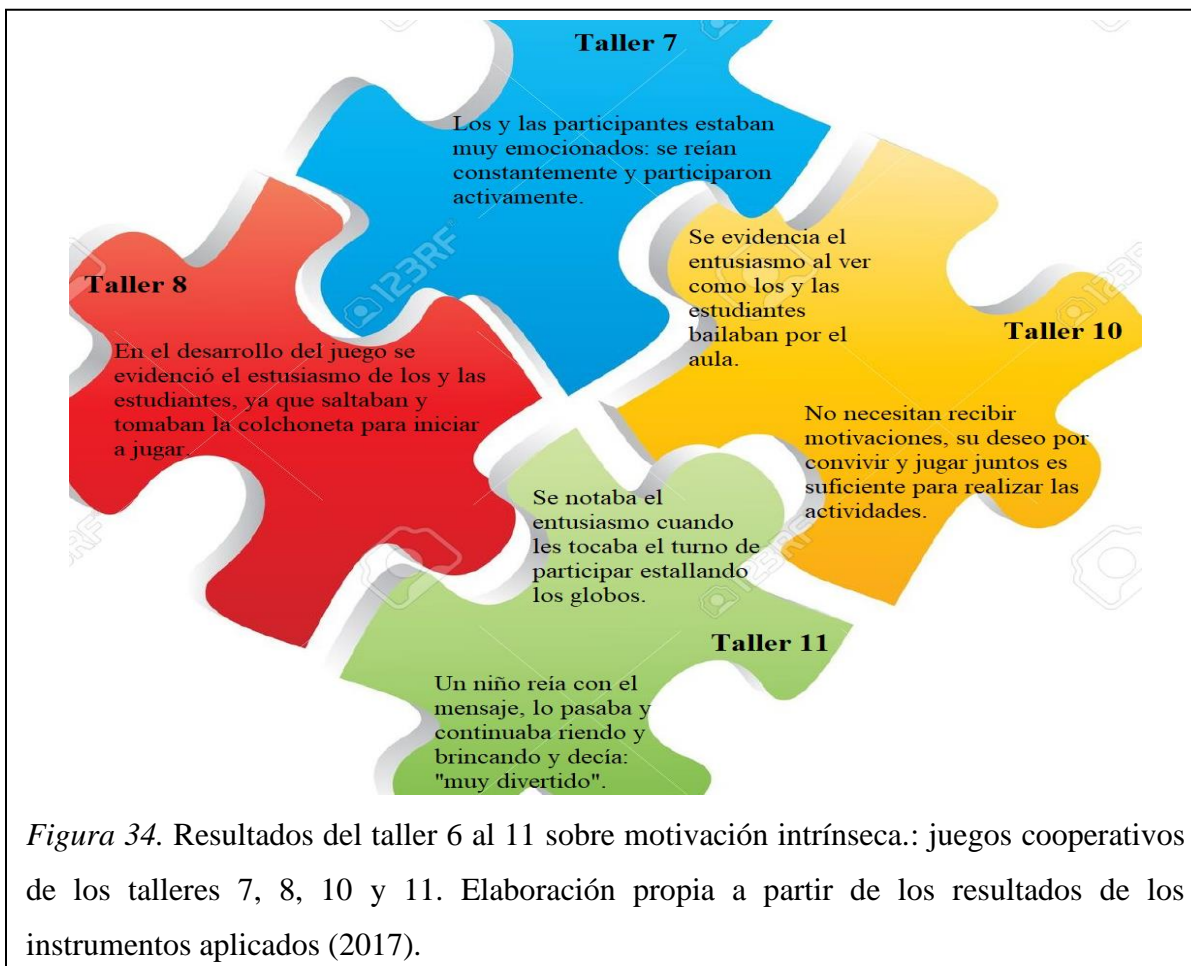 Taller 7
Los y las participantes estaban
muy emocionados: se reían
constantemente y participaron
activamente.
Taller 8
En el desarrollo del juego se
evidenció el estusiasmo de los y las
estudiantes, ya que saltaban y
tomaban la colchoneta para iniciar
a jugar.
Se evidencia el
entusiasmo al ver
como los y las
estudiantes
bailaban por el
aula.
Taller 10
No necesitan recibir
motivaciones, su deseo por
convivir y jugar juntos es
suficiente para realizar las
actividades.
Se notaba el
entusiasmo cuando
les tocaba el turno de
participar estallando
los globos.
Taller 11
Un niño reía con el
mensaje, lo pasaba y
continuaba riendo y
brincando y decía:
"muy divertido".
123RF
123RF
123RF
123RF
Figura 34. Resultados del taller 6 al 11 sobre motivación intrínseca.: juegos cooperativos
de los talleres 7, 8, 10 y 11. Elaboración propia a partir de los resultados de los
instrumentos aplicados (2017).